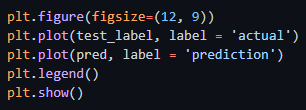 plt.figure(figsize=(12, 9))
plt.plot(test_label, label = 'actual')
plt.plot(pred, label = 'prediction')
plt.legend()
plt.show()